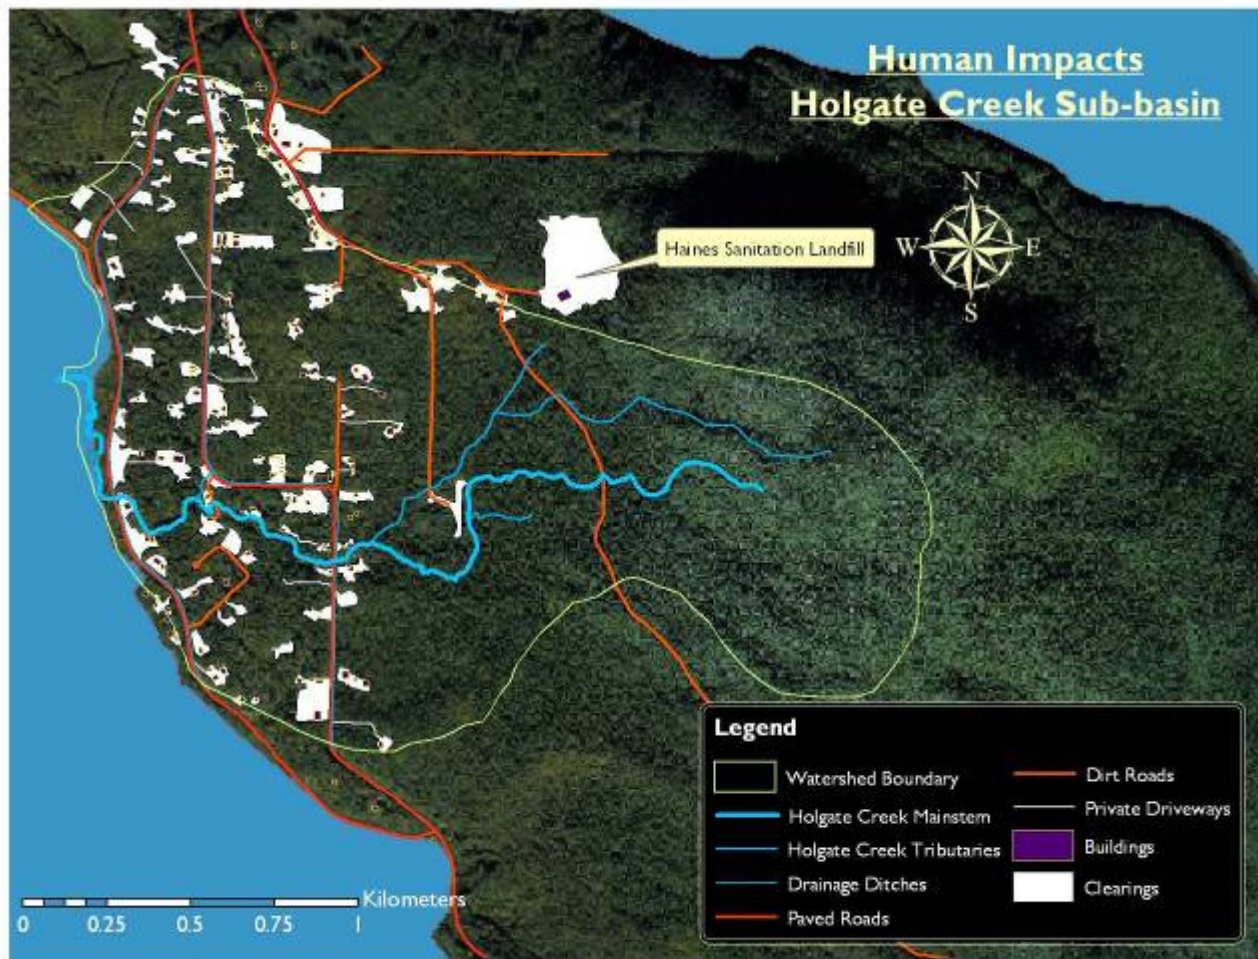 Human Impacts
Holgate Creek Sub-basin
N
W E
S
Haines Sanitation Landfill
Legend
Watershed Boundary
Holgate Creek Mainstem
Holgate Creek Tributaries
Drainage Ditches
Paved Roads
Dirt Roads
Private Driveways
Buildings
Clearings
Kilometers
0 0.25 0.5 0.75 1